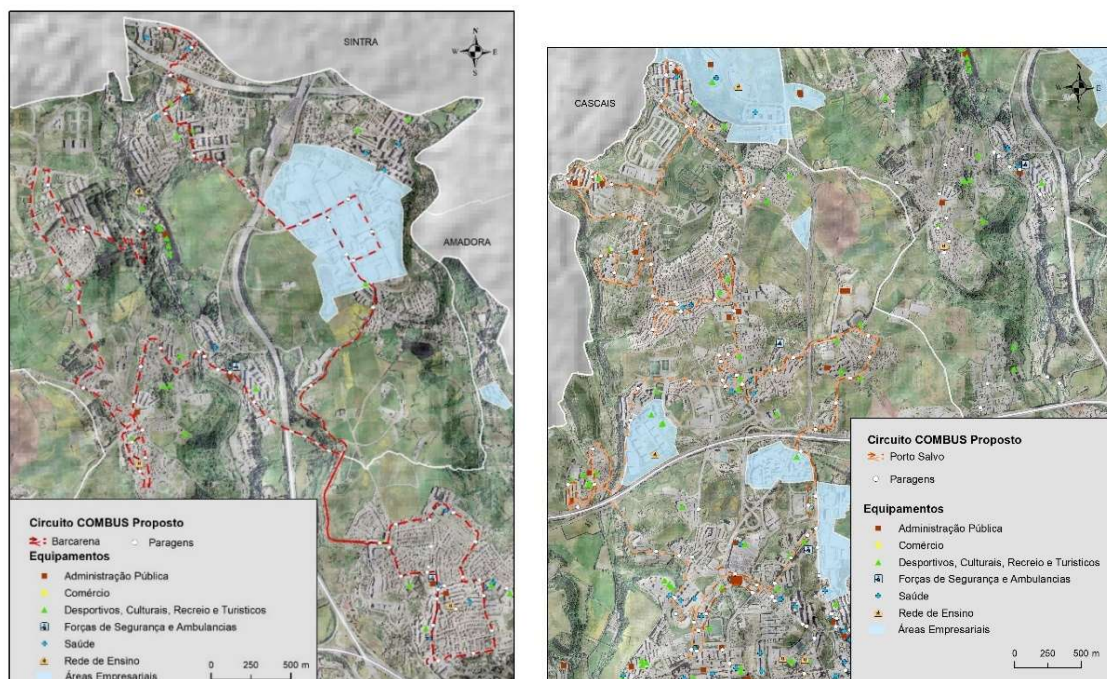 SINTRA
N
W E
S
AMADORA
Circuito COMBUS Proposto
Barcarena Paragens
Equipamentos
Administração Pública
Comércio
Desportivos, Culturais, Recreio e Turisticos
Forças de Segurança e Ambulancias
Saúde
Rede de Ensino
Áreas Empresariais
0 250 500 m
CASCAIS
N
W E
S
Circuito COMBUS Proposto
: Porto Salvo
Paragens
Equipamentos
Administração Pública
Comércio
Desportivos, Culturais, Recreio e Turisticos
Forças de Segurança e Ambulancias
Saúde
Rede de Ensino
Áreas Empresariais
0 250 500 m